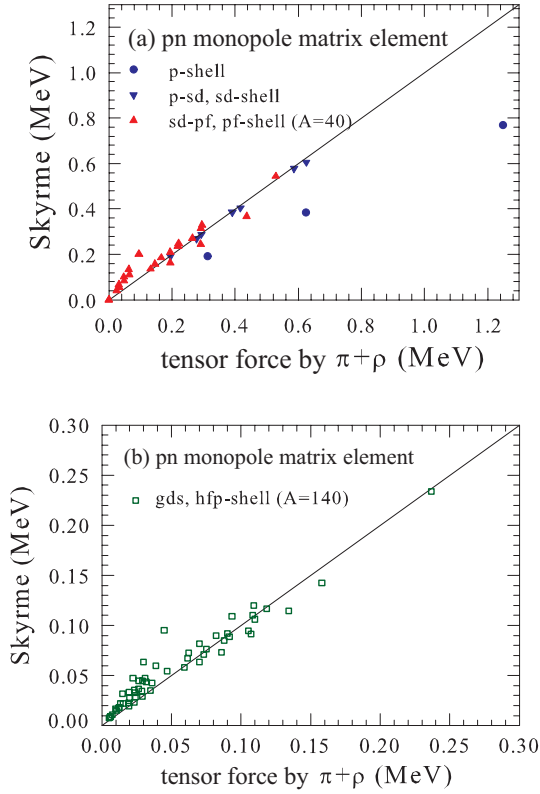 (a) pn monopole matrix element
p-shell
p-sd, sd-shell
sd-pf, pf-shell (A=40)
Skyrme (MeV)
1.2
1.0
0.8
0.6
0.4
0.2
0.0
0.0 0.2 0.4 0.6 0.8 1.0 1.2
tensor force by π+ρ (MeV)
(b) pn monopole matrix element
gds, hfp-shell (A=140)
Skyrme (MeV)
0.30
0.25
0.20
0.15
0.10
0.05
0.00
0.00 0.05 0.10 0.15 0.20 0.25 0.30
tensor force by π+ρ (MeV)